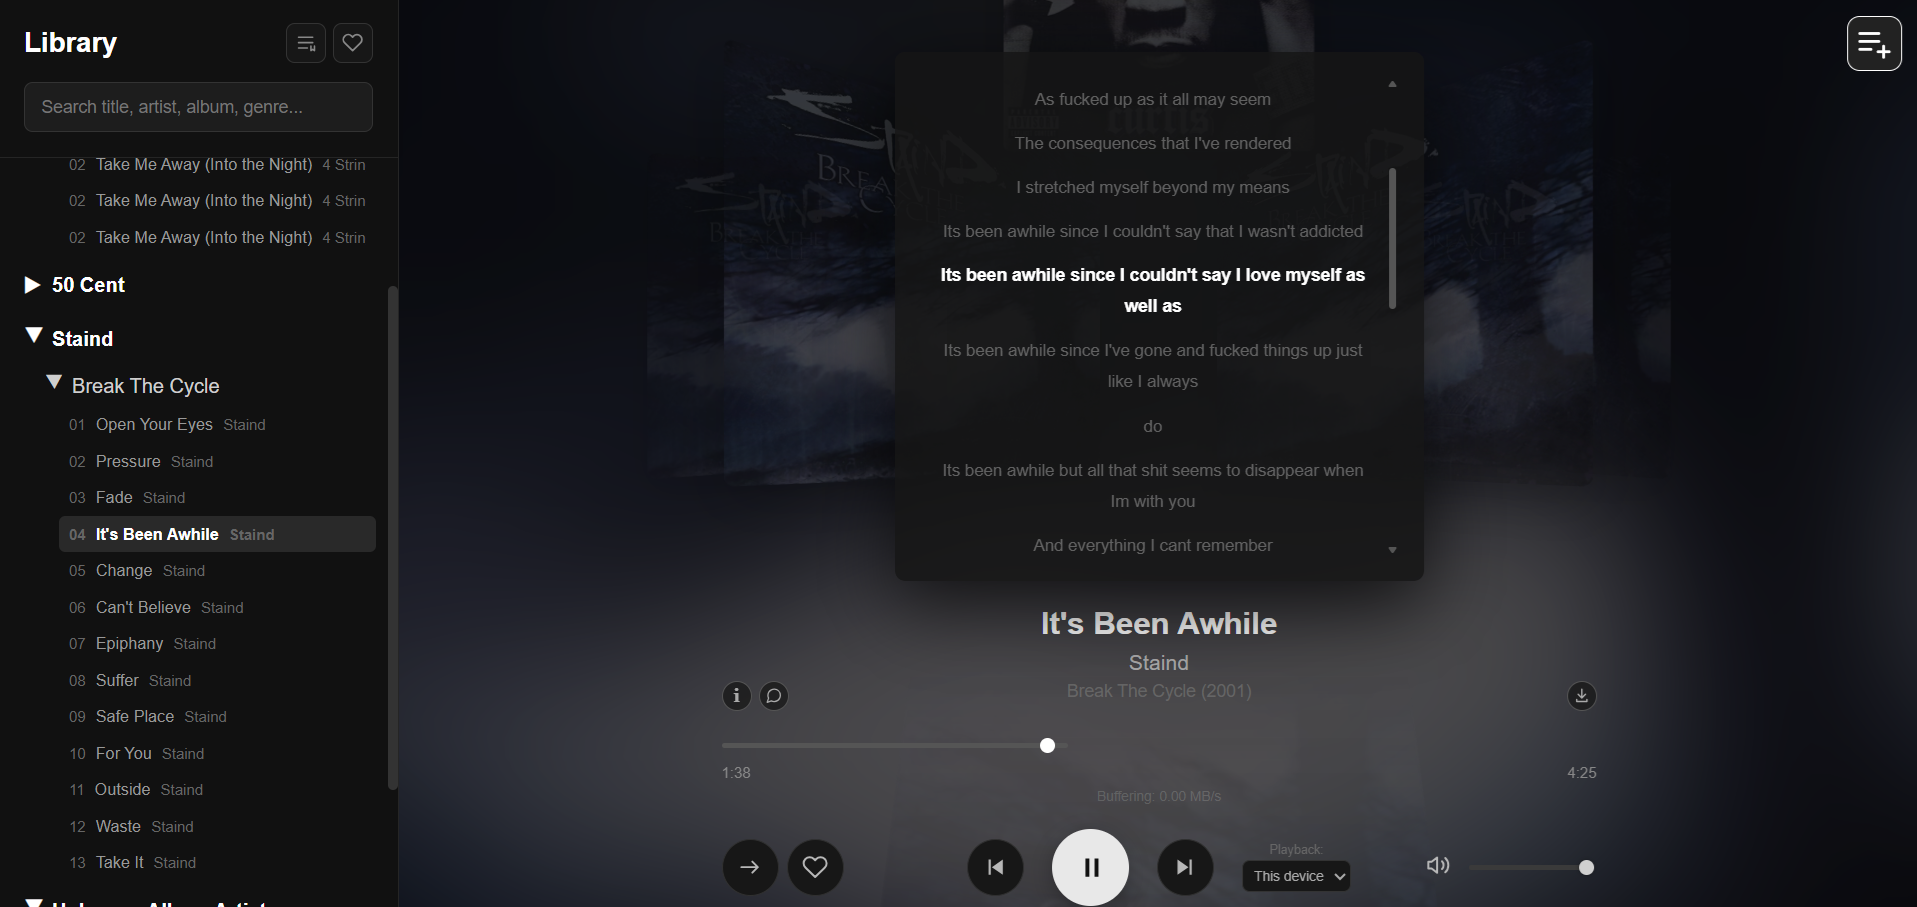 Library
Search title, artist, album, genre...
02 Take Me Away (Into the Night) 4 Strin
02 Take Me Away (Into the Night) 4 Strin
02 Take Me Away (Into the Night) 4 Strin
50 Cent
Staind
Break The Cycle
01 Open Your Eyes Staind
02 Pressure Staind
03 Fade Staind
04 It's Been Awhile Staind
05 Change Staind
06 Can't Believe Staind
07 Epiphany Staind
08 Suffer Staind
09 Safe Place Staind
10 For You Staind
11 Outside Staind
12 Waste Staind
13 Take It Staind
As fucked up as it all may seem
The consequences that I've rendered
I stretched myself beyond my means
Its been awhile since I couldn't say that I wasn't addicted
Its been awhile since I couldn't say I love myself as
well as
Its been awhile since I've gone and fucked things up just
like I always
do
Its been awhile but all that shit seems to disappear when
Im with you
And everything I cant remember
It's Been Awhile
Staind
Break The Cycle (2001)
1:38
4:25
Buffering: 0.00 MB/s
Playback:
This device